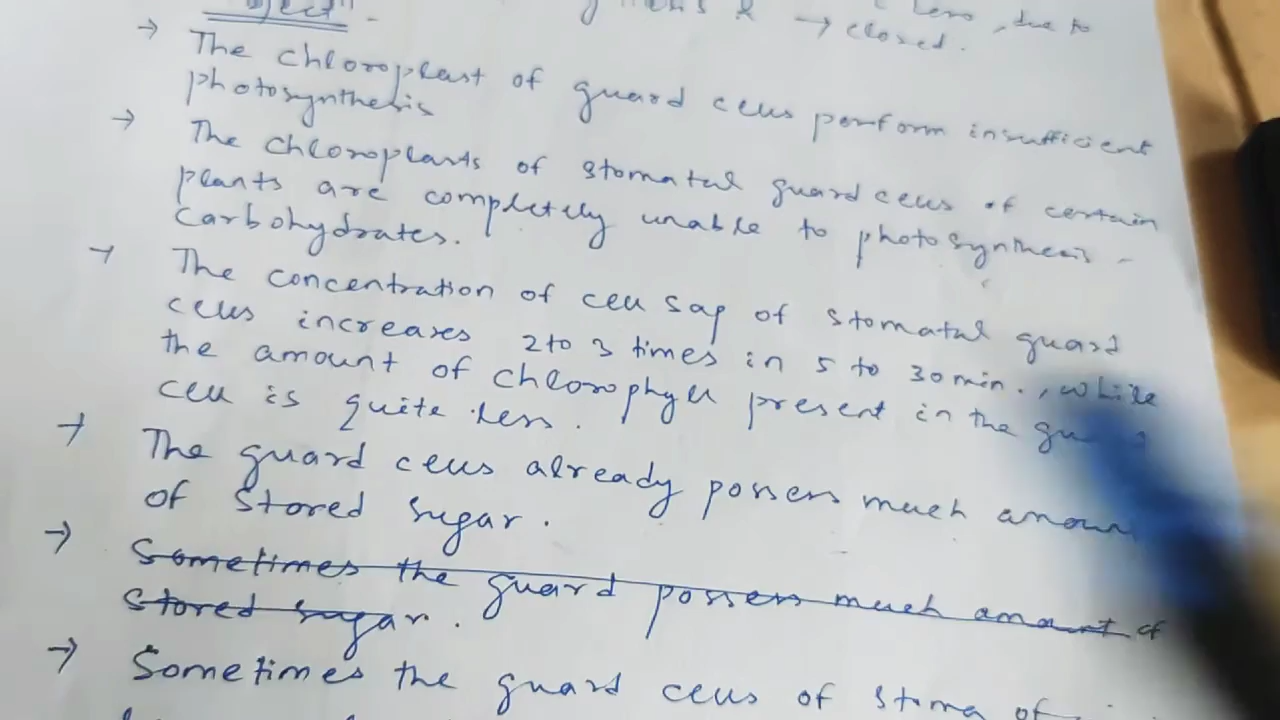 less, due to
→ closed.
→ The chloroplast of guard cells perform insufficient
photosynthesis
→ The chloroplasts of stomatal guard cells of certain
plants are completely unable to photosynthesis -
carbohydrates.
→ The concentration of cell sap of stomatal guard
cells increases 2 to 3 times in 5 to 30 min., while
the amount of chlorophyll present in the
cell is quite less.
→ The guard cells already possess much
of stored sugar.
→ Sometimes the guard possess much amount of
stored sugar.
→ Sometimes the guard cells of stoma of